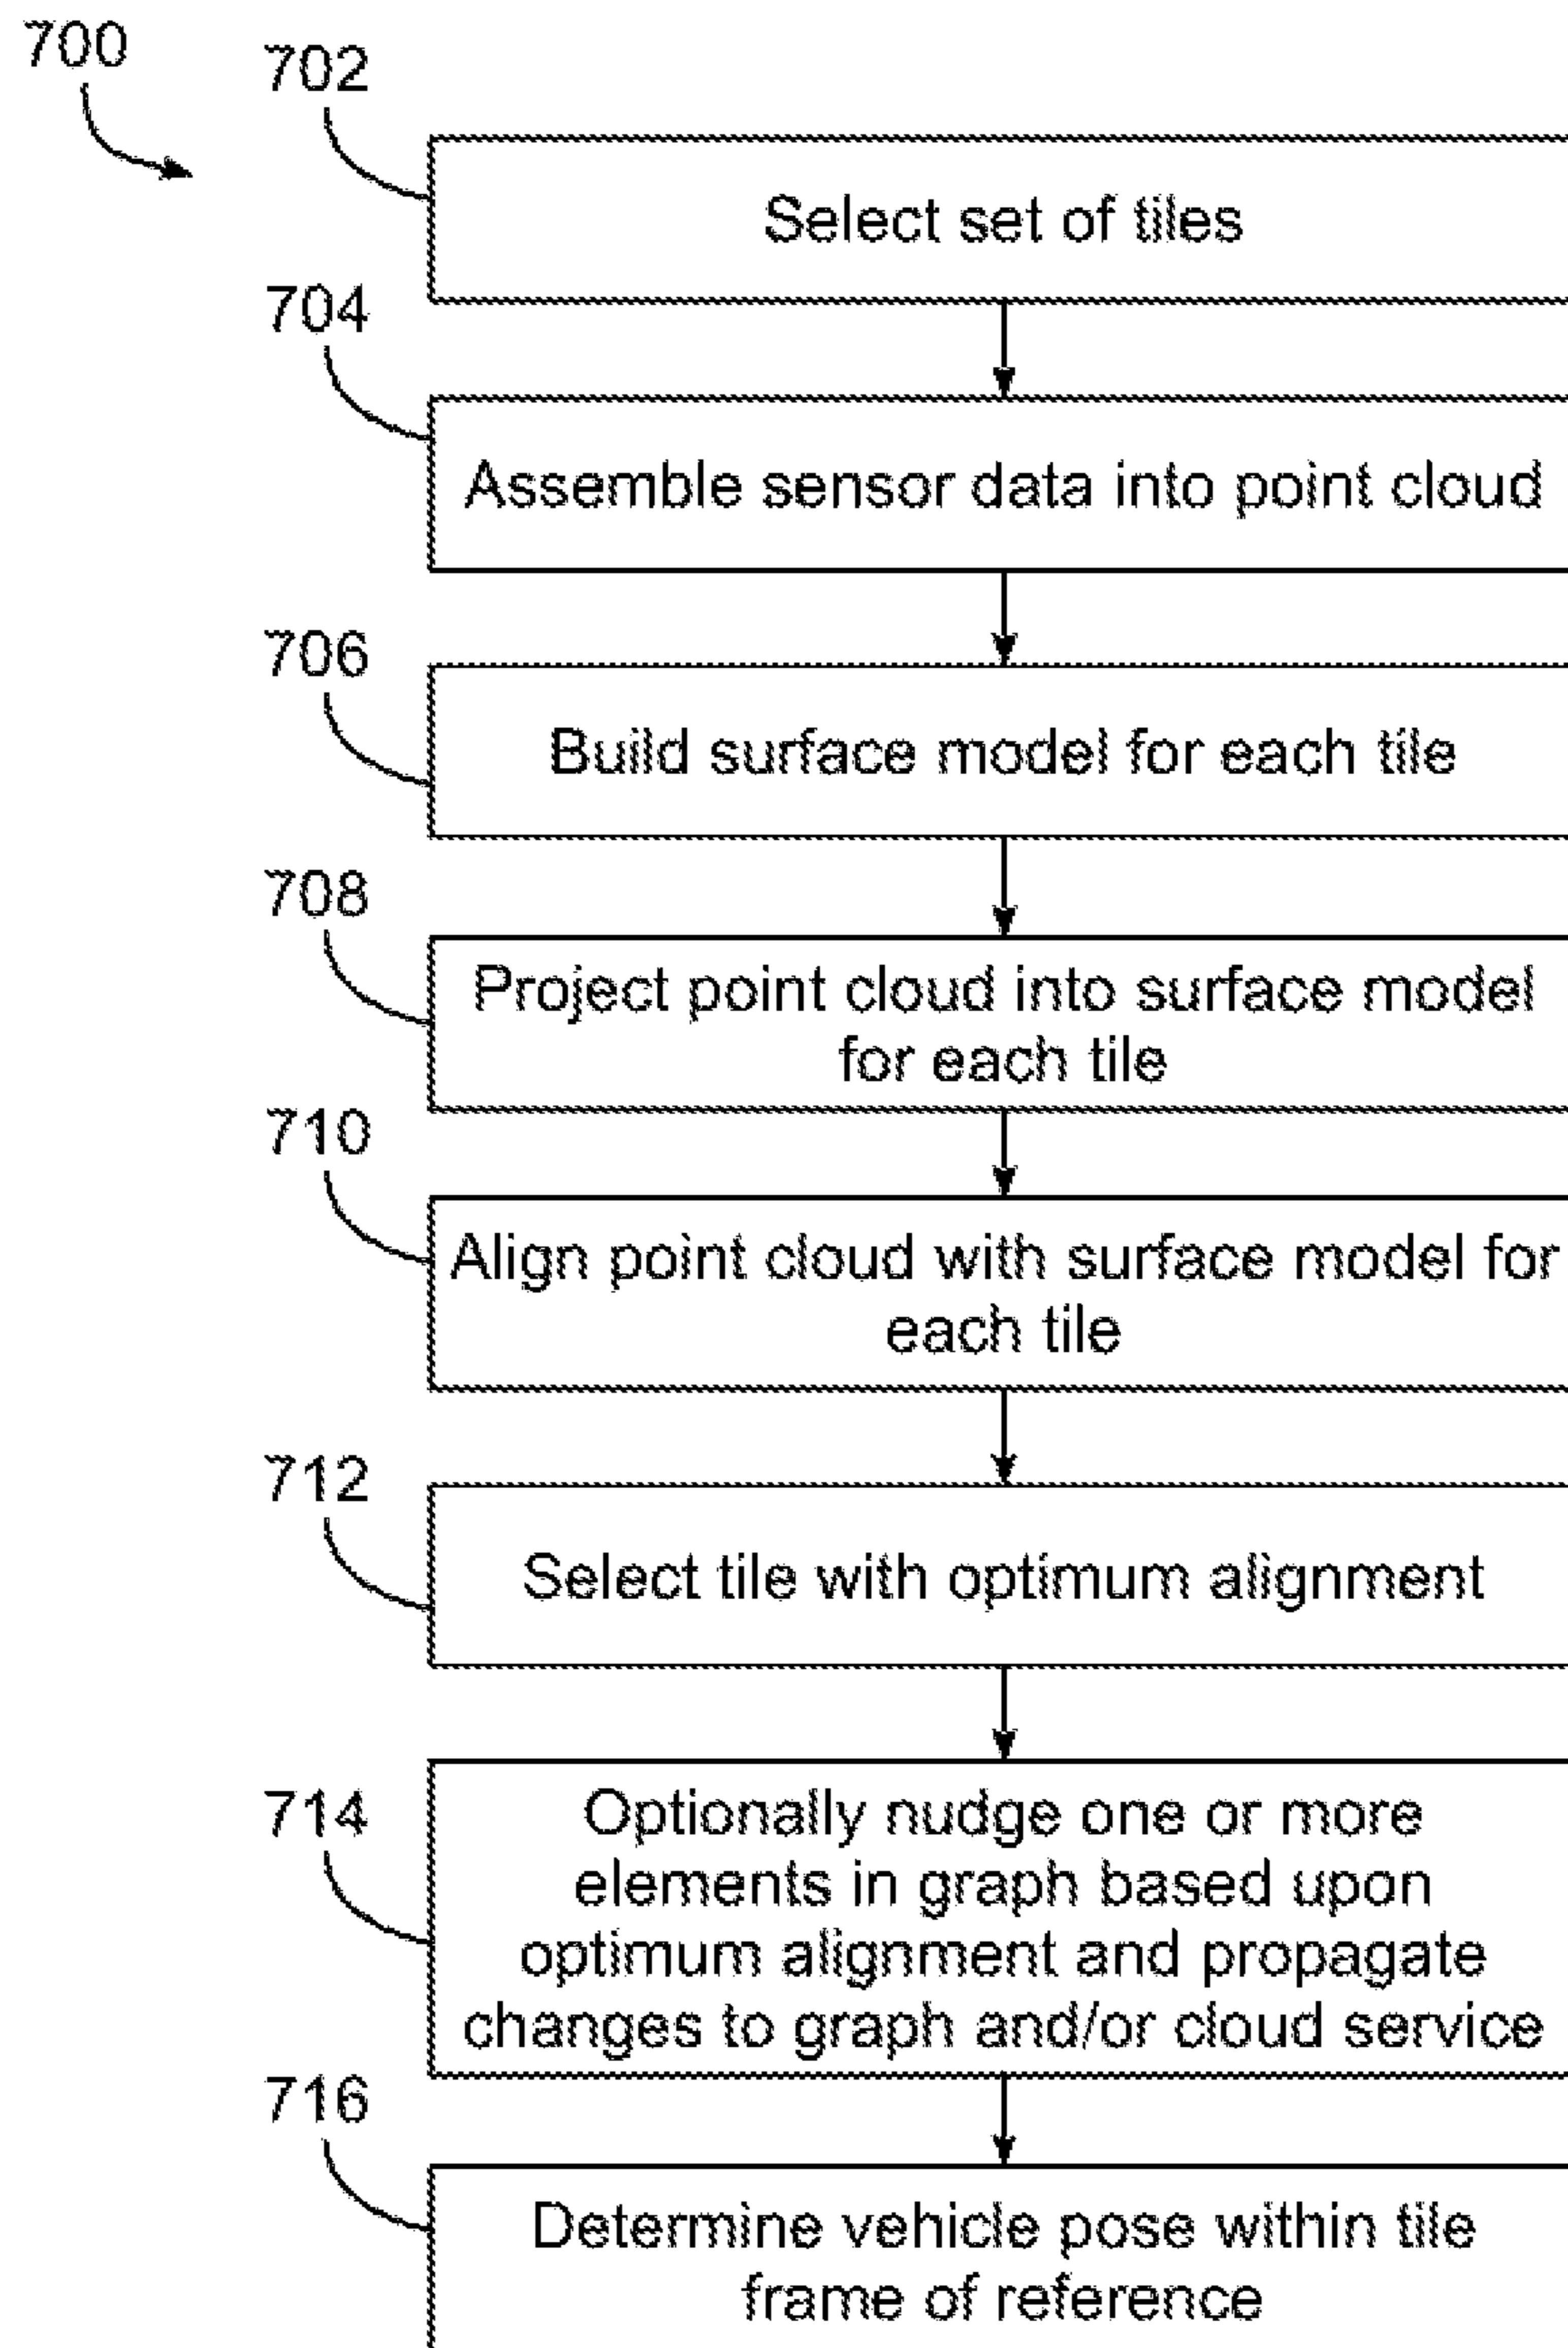 700
702
Select set of tiles
704
Assemble sensor data into point cloud
706
Build surface model for each tile
708
Project point cloud into surface model
for each tile
710
Align point cloud with surface model for
each tile
712
Select tile with optimum alignment
714
Optionally nudge one or more
elements in graph based upon
optimum alignment and propagate
changes to graph and/or cloud service
716
Determine vehicle pose within tile
frame of reference